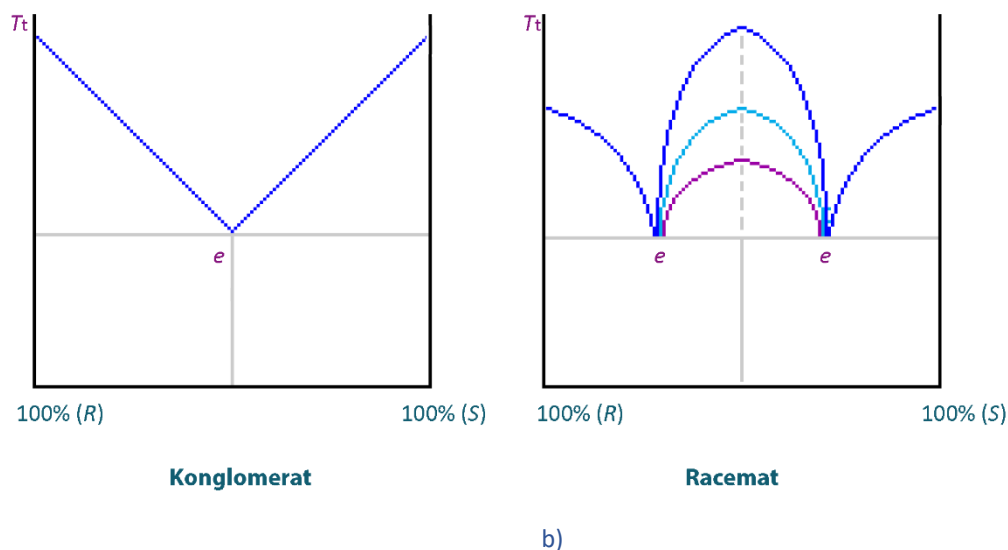 Tt Tt
e e e
100% (R) 100% (S) 100% (R) 100% (S)
Konglomerat Racemat
b)